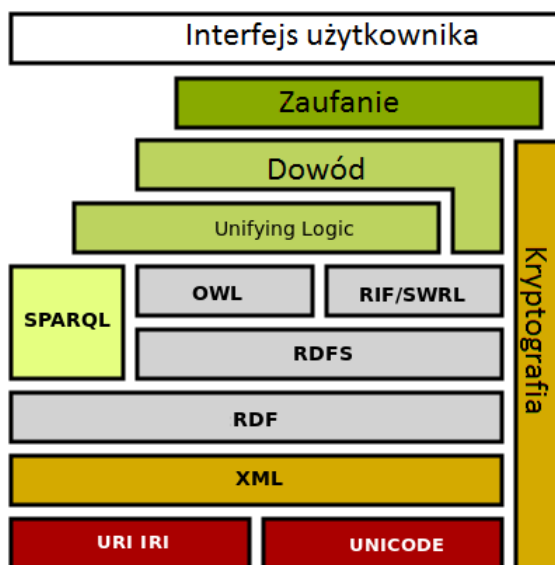 Interfejs użytkownika
Zaufanie
Dowód
Unifying Logic
SPARQL
OWL
RIF/SWRL
RDFS
RDF
XML
URI IRI
UNICODE
Kryptografia